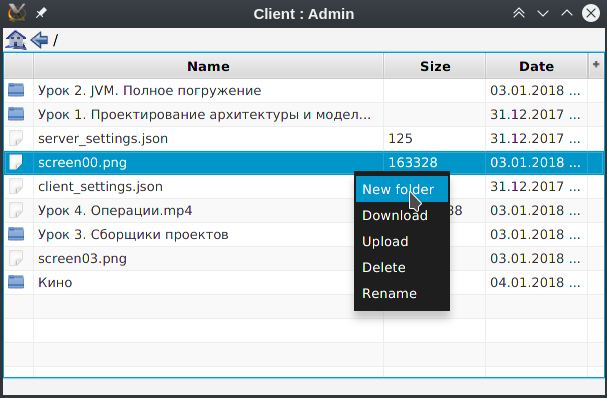 Client : Admin
/
Name Size Date +
Урок 2. JVM. Полное погружение 03.01.2018 ...
Урок 1. Проектирование архитектуры и модел... 31.12.2017 ...
server_settings.json 125 31.12.2017 ...
screen00.png 163328 03.01.2018 ...
client_settings.json 31.12.2017 ...
New folder
Урок 4. Операции.mp4 03.01.2018 ...
Download
Урок 3. Сборщики проектов 03.01.2018 ...
Upload
screen03.png 03.01.2018 ...
Delete
Кино 04.01.2018 ...
Rename